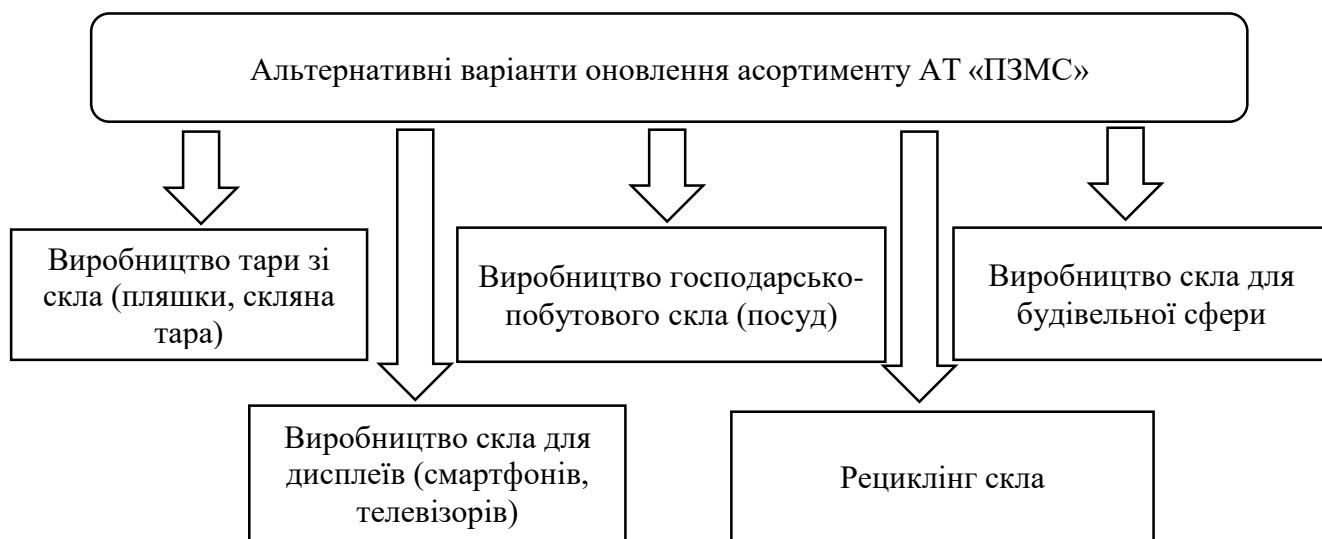 Альтернативні варіанти оновлення асортименту АТ «ПЗМС»
Виробництво тари зі
скла (пляшки, скляна
тара)
Виробництво господарсько-
побутового скла (посуд)
Виробництво скла для
будівельної сфери
Виробництво скла для
дисплеїв (смартфонів,
телевізорів)
Рециклінг скла